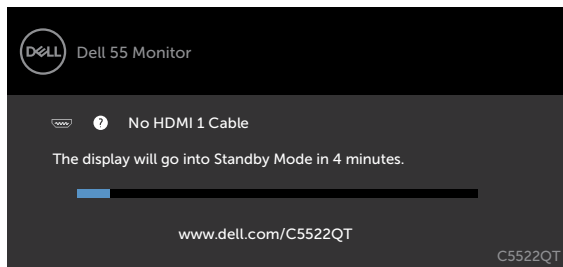 DELL Dell 55 Monitor
? No HDMI 1 Cable
The display will go into Standby Mode in 4 minutes.
www.dell.com/C5522QT
C5522QT